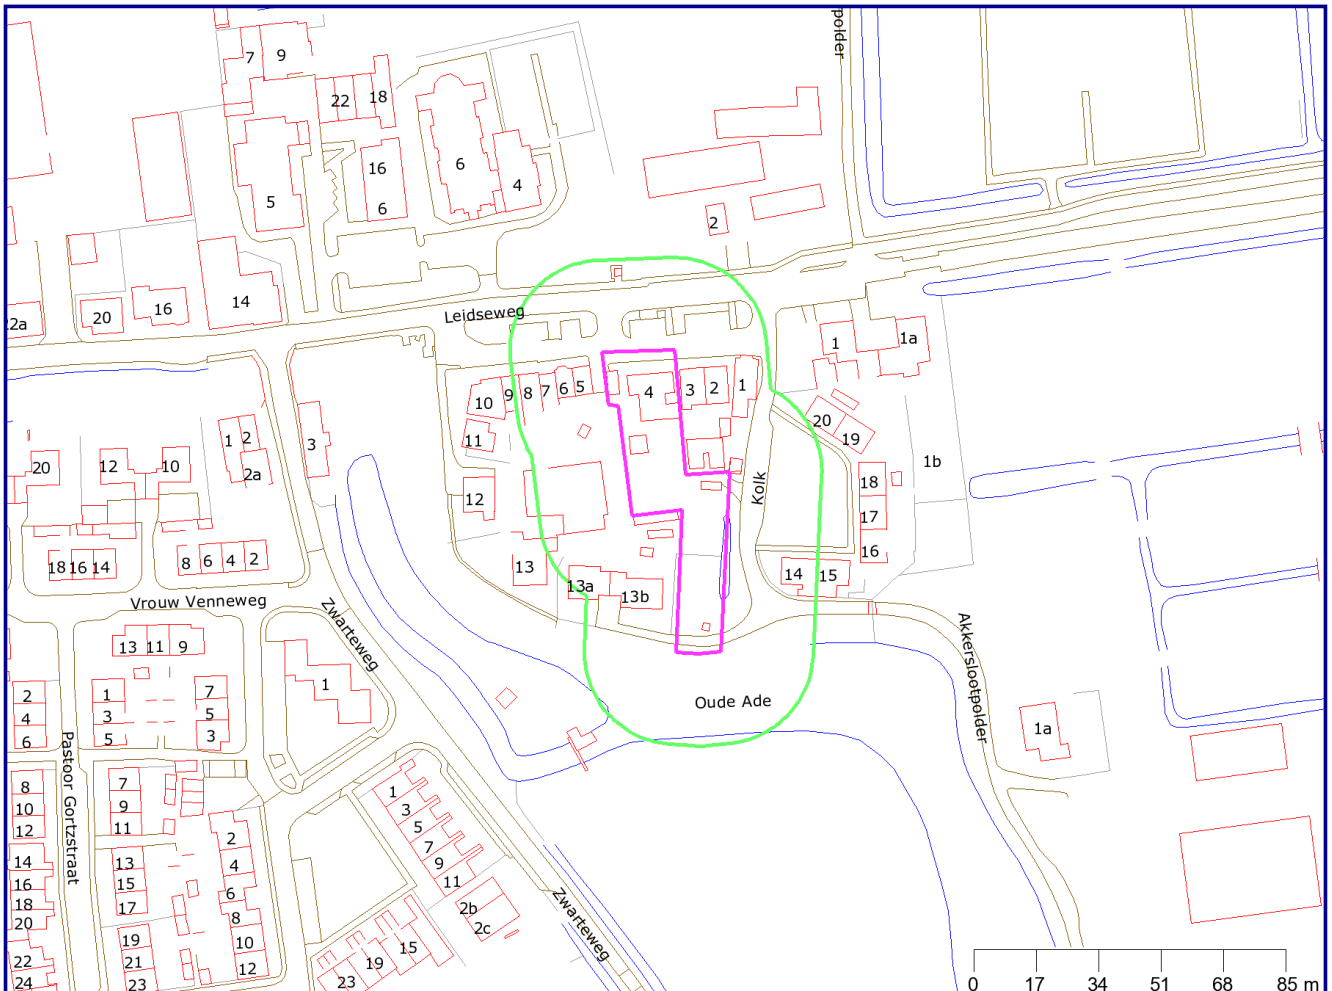 polder
7 9
22 18
16
6
5
6
4
2
Leidseweg
14
16
20
2a
1
1a
4
3 2 1
10 9 8 7 6 5
11
12
13
13a
13b
Kolk
20
19
18
17
16
14 15
1b
3
1 2
2a
20
12
10
18 16 14
8 6 4 2
Vrouw Venneweg
Zwarteweg
13 11 9
1
3
5
7
5
3
2
4
6
1
Oude Ade
Akkerslootpolder
1a
Pastoor Gortzstraat
8
10
12
7
9
11
14
16
18
20
13
15
17
2
4
6
8
10
12
22
24
19
21
23
1
3
5
7
9
11
2b
2c
15
19
23
Zwarteweg
0 17 34 51 68 85 m